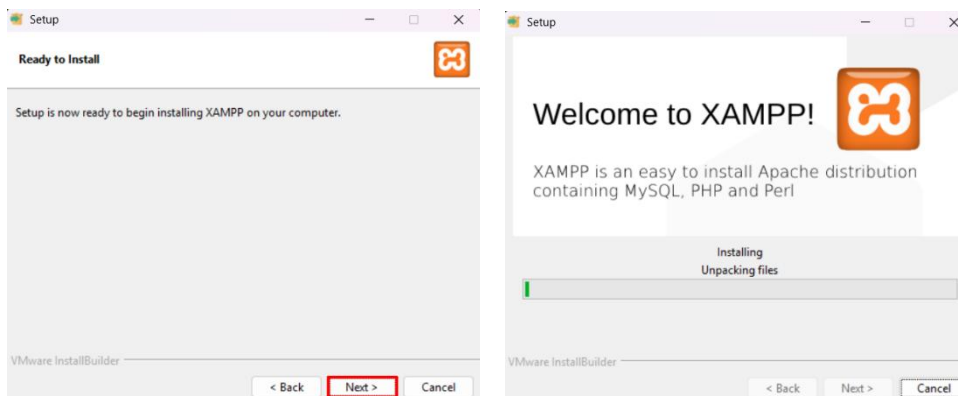 Setup
Ready to Install
Setup is now ready to begin installing XAMPP on your computer.
VMware InstallBuilder
< Back Next > Cancel
Setup
Welcome to XAMPP!
XAMPP is an easy to install Apache distribution
containing MySQL, PHP and Perl
Installing
Unpacking files
VMware InstallBuilder
< Back Next > Cancel